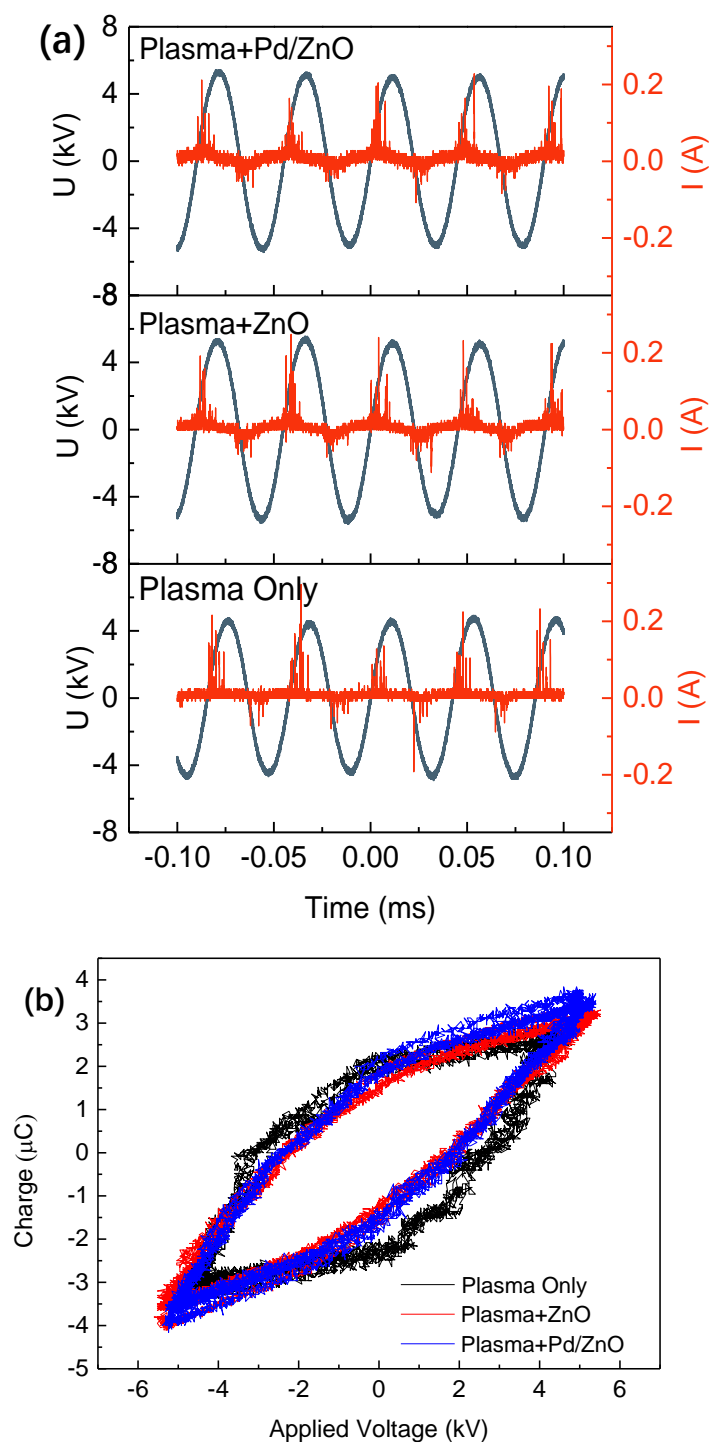 (a)
Plasma+Pd/ZnO
8
4
0
-4
-8
U (kV)
0.2
0.0
-0.2
I (A)
Plasma+ZnO
8
4
0
-4
-8
U (kV)
0.2
0.0
-0.2
I (A)
Plasma Only
4
0
-4
-8
U (kV)
0.2
0.0
-0.2
I (A)
-0.10 -0.05 0.00 0.05 0.10
Time (ms)
(b)
4
3
2
1
0
-1
-2
-3
-4
-5
Charge (μC)
Plasma Only
Plasma+ZnO
Plasma+Pd/ZnO
-6 -4 -2 0 2 4 6
Applied Voltage (kV)